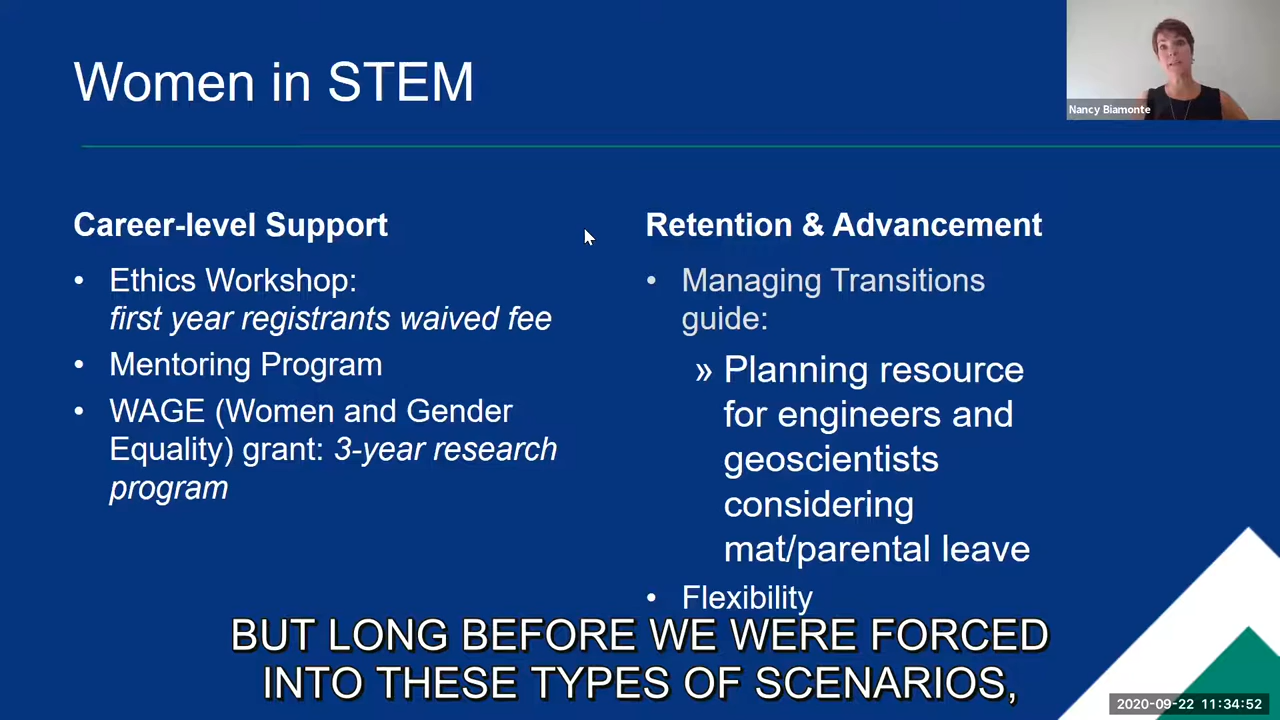 Women in STEM
Nancy Biamonte
Career-level Support
• Ethics Workshop:
first year registrants waived fee
• Mentoring Program
• WAGE (Women and Gender
Equality) grant: 3-year research
program
Retention & Advancement
• Managing Transitions
guide:
» Planning resource
for engineers and
geoscientists
considering
mat/parental leave
• Flexibility
BUT LONG BEFORE WE WERE FORCED
INTO THESE TYPES OF SCENARIOS,
2020-09-22 11:34:52